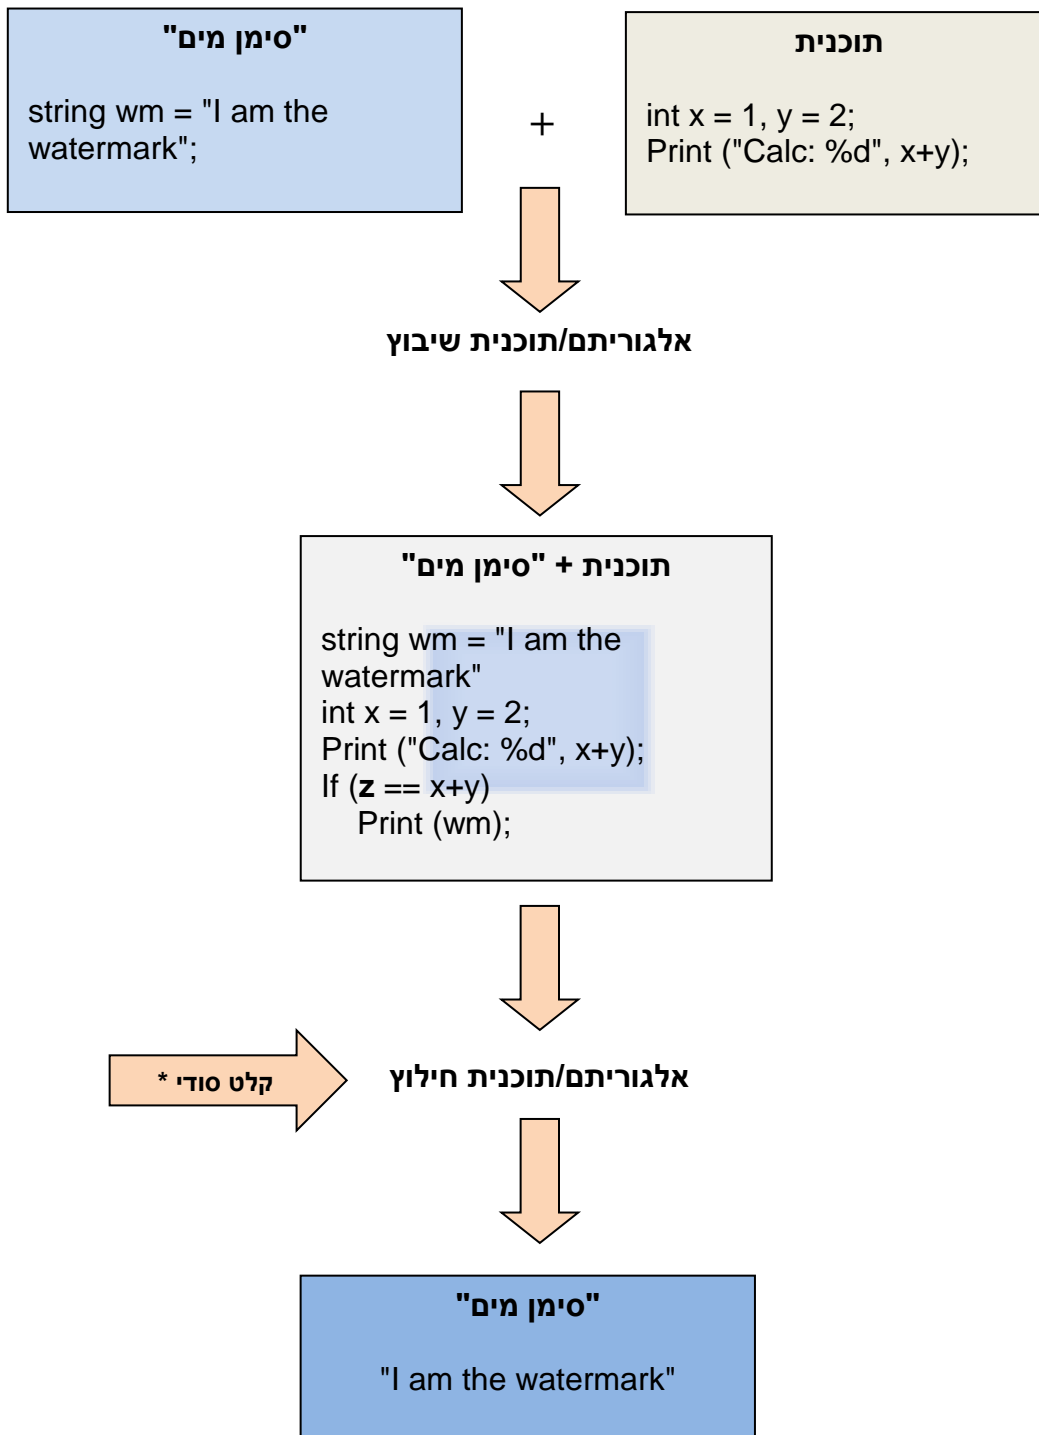 "סימן מים"
string wm = "I am the
watermark";
+
תוכנית
int x = 1, y = 2;
Print ("Calc: %d", x+y);
אלגוריתם/תוכנית שיבוץ
תוכנית + "סימן מים"
string wm = "I am the
watermark"
int x = 1, y = 2;
Print ("Calc: %d", x+y);
If (z == x+y)
Print (wm);
קלט סודי *
אלגוריתם/תוכנית חילוץ
"סימן מים"
"I am the watermark"